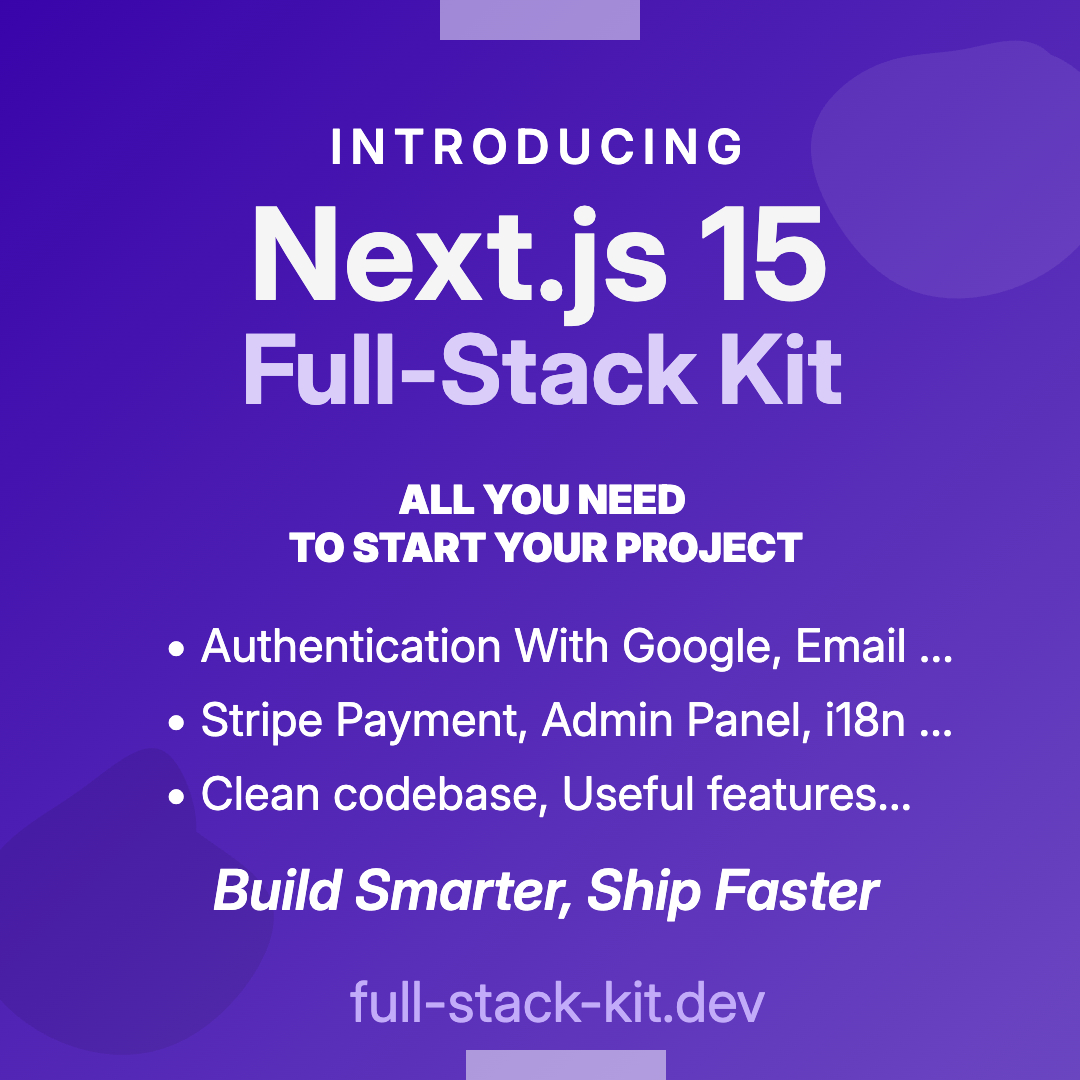 INTRODUCING
Next.js 15
Full-Stack Kit
ALL YOU NEED
TO START YOUR PROJECT
• Authentication With Google, Email ...
• Stripe Payment, Admin Panel, i18n ...
• Clean codebase, Useful features...
Build Smarter, Ship Faster
full-stack-kit.dev